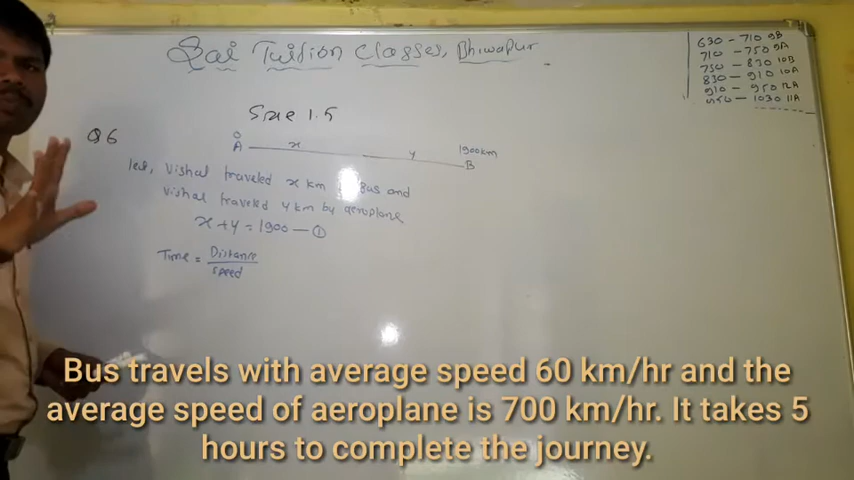 Sai Tuition Classes, Bhiwapur
630 - 710 9B
710 - 750 9A
750 - 830 10B
830 - 910 10A
910 - 950 12A
950 - 1030 11A
Sxe 1.5
Q6
0
A x y 1900km
B
let, vishal traveled x km Bus and
vishal traveled y km by aeroplane
x + y = 1900 — ①
Time = Distance
speed
Bus travels with average speed 60 km/hr and the
average speed of aeroplane is 700 km/hr. It takes 5
hours to complete the journey.